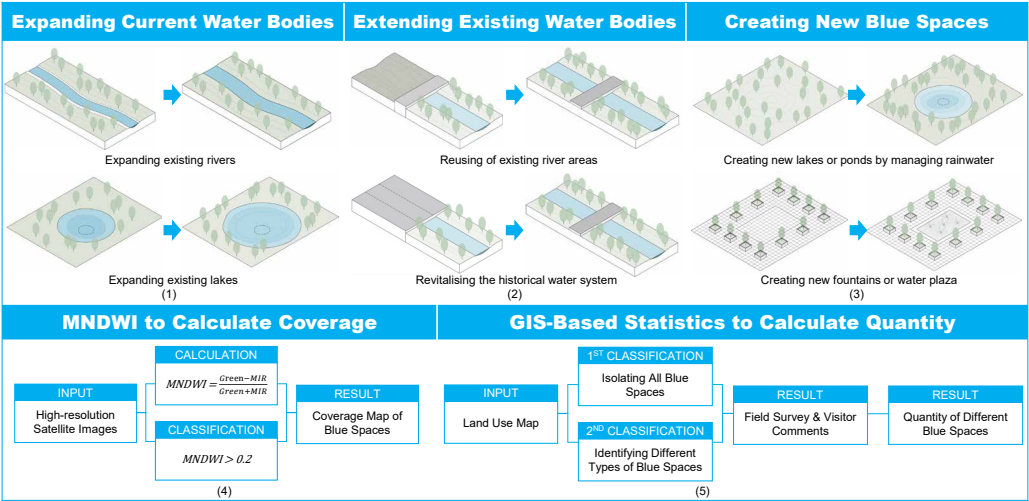 Expanding Current Water Bodies
Extending Existing Water Bodies
Creating New Blue Spaces
Expanding existing rivers
Reusing of existing river areas
Creating new lakes or ponds by managing rainwater
Expanding existing lakes
(1)
Revitalising the historical water system
(2)
Creating new fountains or water plaza
(3)
MNDWI to Calculate Coverage
GIS-Based Statistics to Calculate Quantity
INPUT
High-resolution
Satellite Images
CALCULATION
MNDWI = (Green−MIR)/(Green+MIR)
CLASSIFICATION
MNDWI > 0.2
RESULT
Coverage Map of
Blue Spaces
(4)
INPUT
Land Use Map
1ST CLASSIFICATION
Isolating All Blue
Spaces
2ND CLASSIFICATION
Identifying Different
Types of Blue Spaces
RESULT
Field Survey & Visitor
Comments
RESULT
Quantity of Different
Blue Spaces
(5)